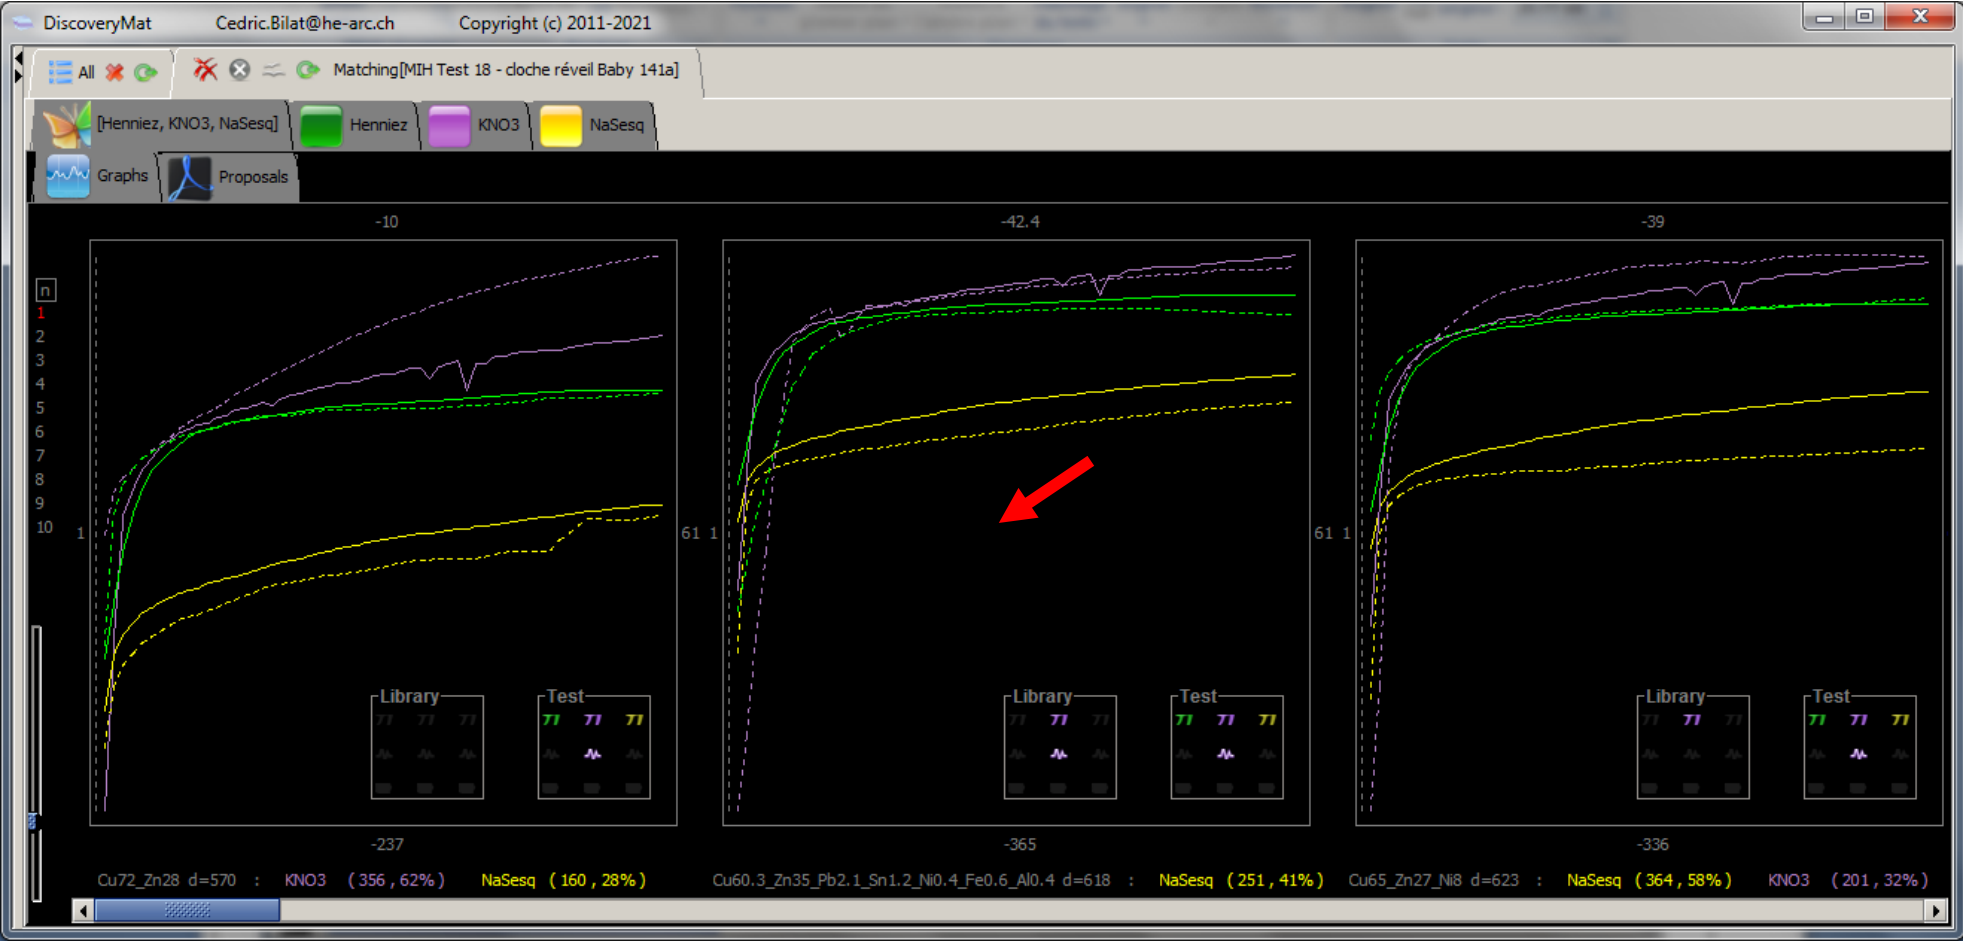 DiscoveryMat Cedric.Bilat@he-arc.ch Copyright (c) 2011-2021
All Matching[MIH Test 18 - cloche réveil Baby 141a]
[Henniez, KNO3, NaSesq] Henniez KNO3 NaSesq
Graphs Proposals
-10 -42.4 -39
n
1
2
3
4
5
6
7
8
9
10
1 61 1 61 1
Library Test Library Test Library Test
-237 -365 -336
Cu72_Zn28 d=570 : KNO3 (356 , 62%) NaSesq (160 , 28%) Cu60.3_Zn35_Pb2.1_Sn1.2_Ni0.4_Fe0.6_Al0.4 d=618 : NaSesq (251 , 41%) Cu65_Zn27_Ni8 d=623 : NaSesq (364 , 58%) KNO3 (201 , 32%)